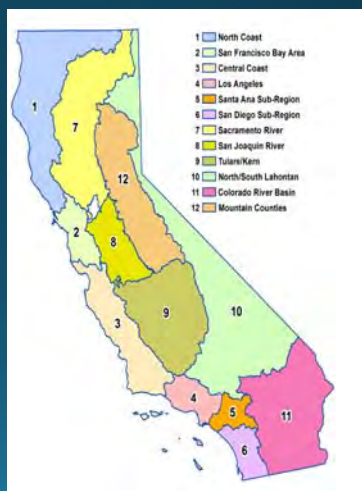 1 North Coast
2 San Francisco Bay Area
3 Central Coast
4 Los Angeles
5 Santa Ana Sub-Region
6 San Diego Sub-Region
7 Sacramento River
8 San Joaquin River
9 Tulare/Kern
10 North/South Lahontan
11 Colorado River Basin
12 Mountain Counties
1
7
12
2
8
3
9
10
4
5
11
6